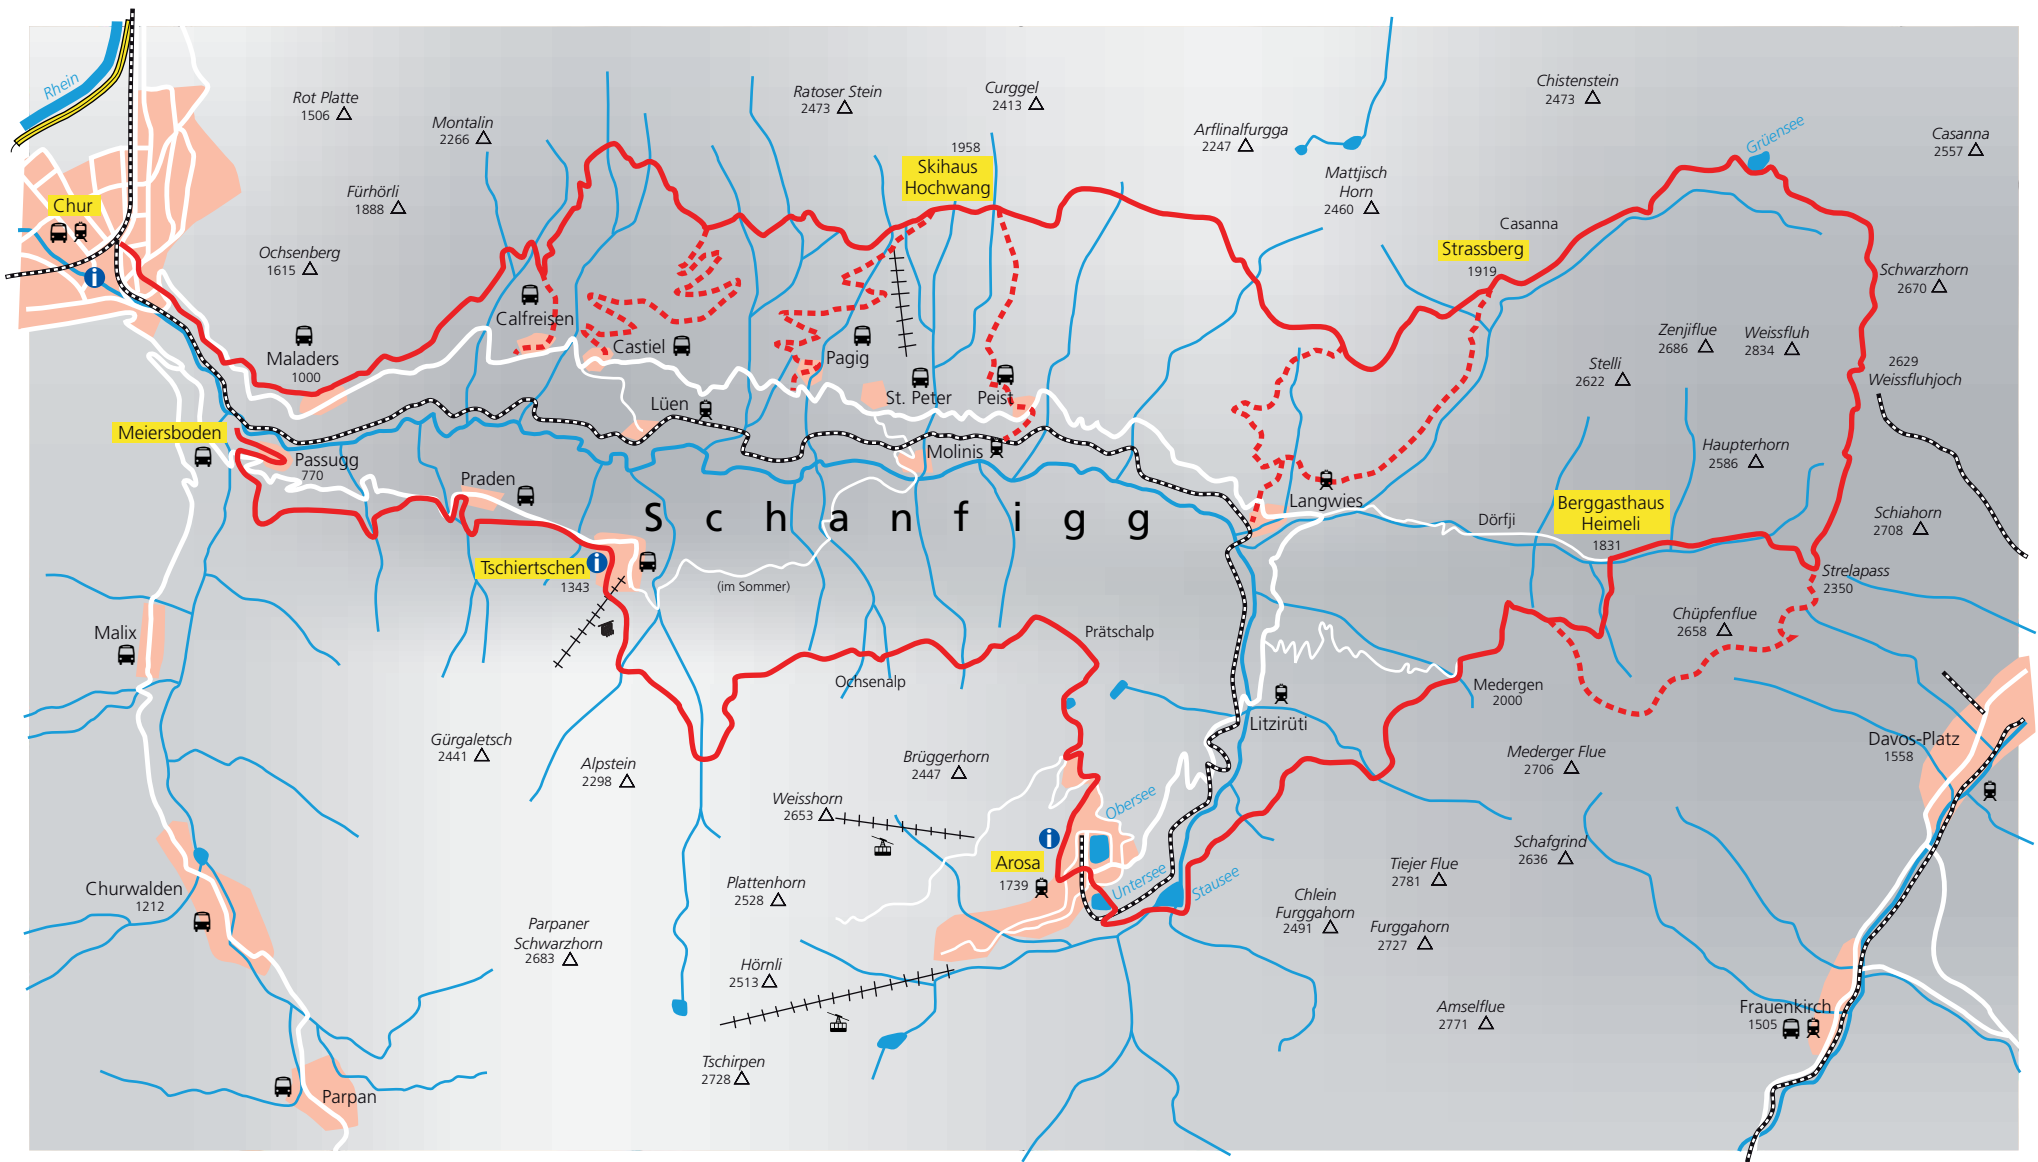 Rhein
Rot Platte
1506
Montalin
2266
Ratoser Stein
2473
Curggel
2413
Arflinalfurgga
2247
Chistenstein
2473
Grüensee
Casanna
2557
Chur
i
Fürhörli
1888
Ochsenberg
1615
1958
Skihaus
Hochwang
Mattjisch
Horn
2460
Casanna
Strassberg
1919
Schwarzhorn
2670
Calfreisen
Maladers
1000
Castiel
Pagig
St. Peter
Peist
Lüen
Molinis
Zenjiflue
2686
Weissfluh
2834
Stelli
2622
2629
Weissfluhjoch
Haupterhorn
2586
Meiersboden
Passugg
770
Praden
Schanfigg
Langwies
Dörfji
Berggasthaus
Heimeli
1831
Schiahorn
2708
Tschiertschen
i
1343
(im Sommer)
Strelapass
2350
Chüpfenflue
2658
Malix
Prätschalp
Ochsenalp
Medergen
2000
Litzirüti
Gürgaletsch
2441
Alpstein
2298
Brüggerhorn
2447
Weisshorn
2653
Mederger Flue
2706
Davos-Platz
1558
Obersee
i
Arosa
1739
Untersee
Stausee
Schafgrind
2636
Tiejer Flue
2781
Churwalden
1212
Plattenhorn
2528
Chlein
Furggahorn
2491
Furggahorn
2727
Parpaner
Schwarzhorn
2683
Hörnli
2513
Amselflue
2771
Frauenkirch
1505
Tschirpen
2728
Parpan